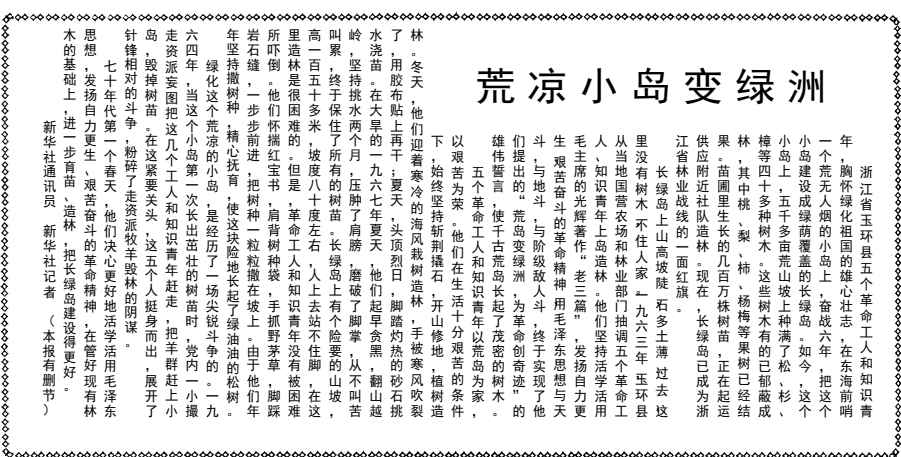 荒凉小岛变绿洲
浙江省玉环县五个革命工人和知识青
年，胸怀绿化祖国的雄心壮志，在东海前哨
一个荒无人烟的小岛上，奋战六年，把这个
小岛建设成绿荫覆盖的长绿岛。如今，这个
小岛上，五千多亩荒山坡上种满了松、杉、
樟等四十多种树木。这些树木有的已郁蔽成
林，其中桃、梨、柿、杨梅等果树已经结
果。苗圃里生长的几百万株树苗，正在起运
供应附近社队造林。现在，长绿岛已成为浙
江省林业战线的一面红旗。
长绿岛上山高坡陡 石多土薄 过去 这
里没有树木 不住人家 一九六三年 玉环县
从当地国营农场和林业部门抽调五个革命工
人、知识青年上岛造林。他们坚持活学活用
毛主席的光辉著作“老三篇”，发扬自力更
生 艰苦奋斗的革命精神 用毛泽东思想与天
斗，与地斗，与阶级敌人斗，终于实现了他
们提出的“荒岛变绿洲，为革命创奇迹”的
雄伟誓言，使千古荒岛长起了茂密的树木。
五个革命工人和知识青年以荒岛为家，
以艰苦为荣。他们在生活十分艰苦的条件
下，始终坚持斩荆撬石，开山修地，植树造
林。冬天，他们迎着寒冷的海风栽树造林，手被寒风吹裂
了，用胶布贴上再干；夏天，头顶烈日，脚踏灼热的砂石挑
水浇苗。在大旱的一九六七年夏天，他们起早贪黑，翻山越
岭，坚持挑水两个月，压肿了肩膀，磨破了脚掌，从不叫苦
叫累，终于保住了所有的树苗。长绿岛上有个险要的山坡，
高一百五十多米，坡度八十度左右，人上去站不住脚，在这
里造林是很困难的。但是，革命工人和知识青年没有被困难
所吓倒。他们怀揣红宝书，肩背树种袋，手抓野茅草，脚踩
岩石缝，一步步前进，把树种一粒粒撒在坡上。由于他们年
年坚持撒树种，精心抚育，使这块险地长起了绿油油的松树。
绿化这个荒凉的小岛，是经历了一场尖锐斗争的。一九
六四年，当这个小岛第一次长出茁壮的树苗时，党内一小撮
走资派妄图把这几个工人和知识青年赶走，把羊群赶上小
岛，毁掉树苗。在这紧要关头，这五个人挺身而出，展开了
针锋相对的斗争，粉碎了走资派牧羊毁林的阴谋。
七十年代第一个春天，他们决心更好地活学活用毛泽东
思想，发扬自力更生、艰苦奋斗的革命精神，在管好现有林
木的基础上，进一步育苗、造林，把长绿岛建设得更好。
新华社通讯员 新华社记者 （本报有删节）